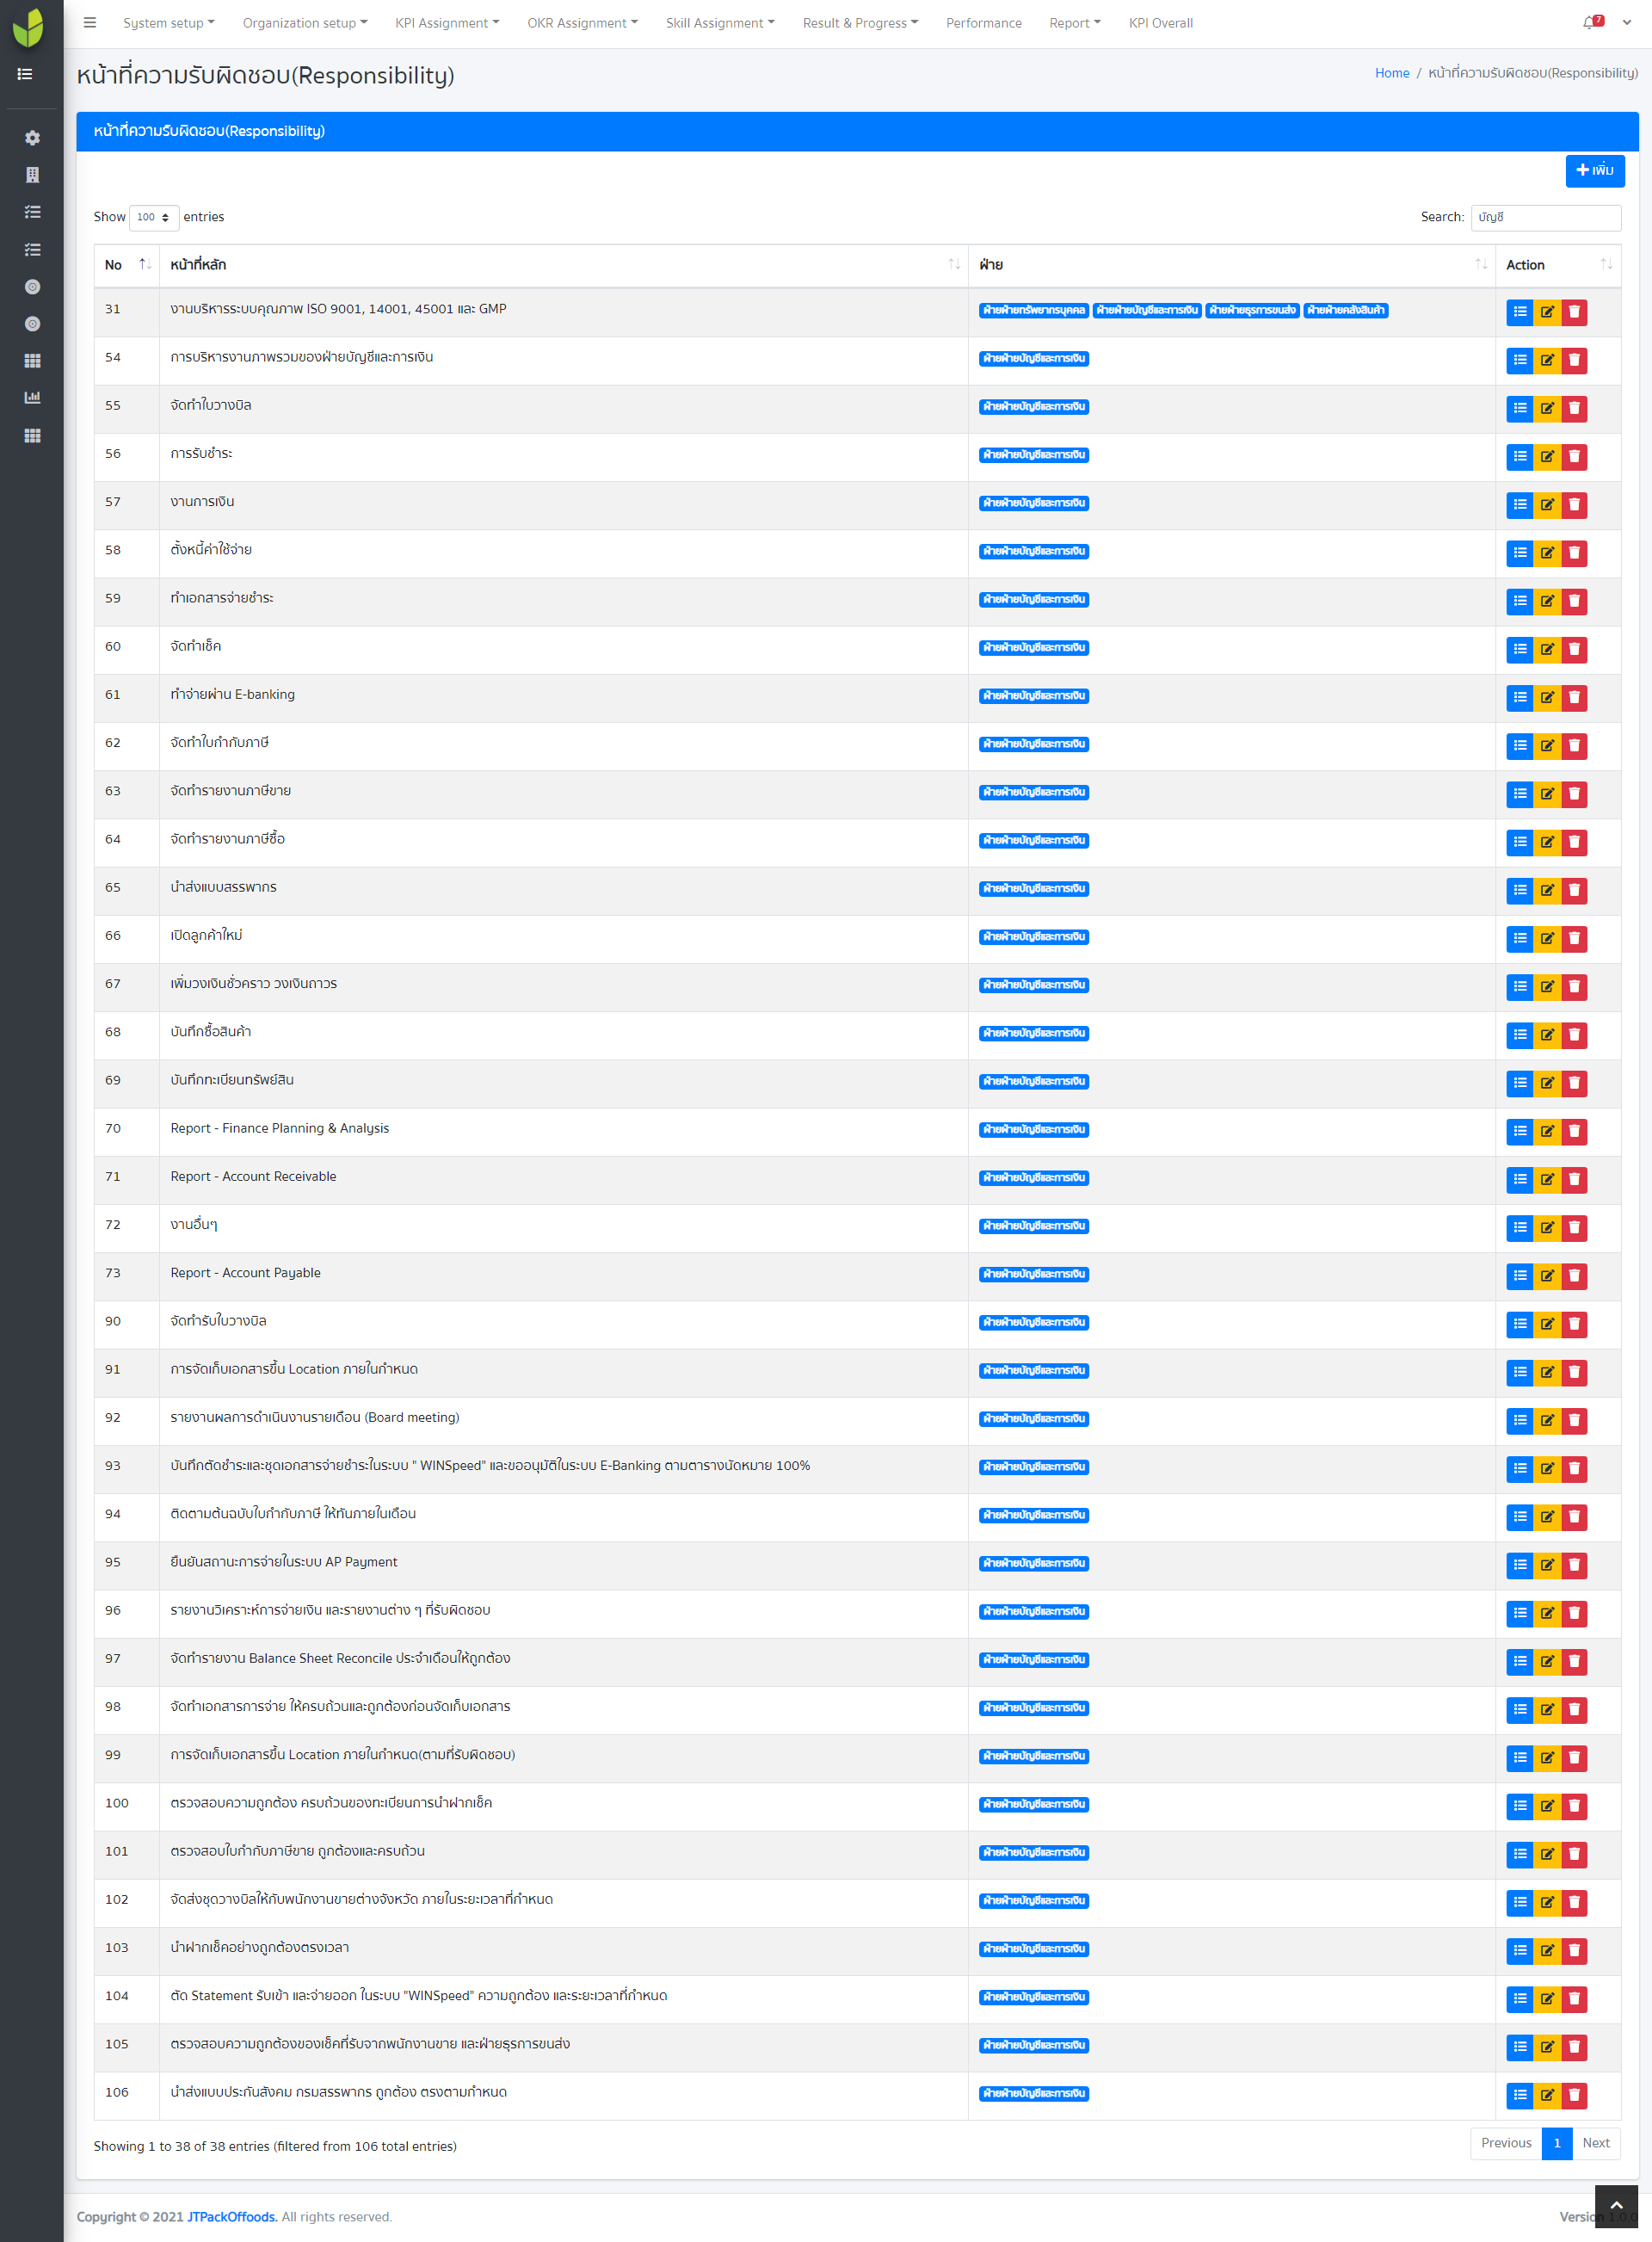 System setup Organization setup KPI Assignment OKR Assignment Skill Assignment Result & Progress Performance Report KPI Overall 7
หน้าที่ความรับผิดชอบ(Responsibility) Home / หน้าที่ความรับผิดชอบ(Responsibility)
หน้าที่ความรับผิดชอบ(Responsibility)
เพิ่ม
Show 100 entries Search: บัญชี
No หน้าที่หลัก ฝ่าย Action
31 งานบริหารระบบคุณภาพ ISO 9001, 14001, 45001 และ GMP ฝ่ายฝ่ายทรัพยากรบุคคล ฝ่ายฝ่ายบัญชีและการเงิน ฝ่ายฝ่ายธุรการขนส่ง ฝ่ายฝ่ายคลังสินค้า
54 การบริหารงานภาพรวมของฝ่ายบัญชีและการเงิน ฝ่ายฝ่ายบัญชีและการเงิน
55 จัดทำใบวางบิล ฝ่ายฝ่ายบัญชีและการเงิน
56 การรับชำระ ฝ่ายฝ่ายบัญชีและการเงิน
57 งานการเงิน ฝ่ายฝ่ายบัญชีและการเงิน
58 ตั้งหนี้ค่าใช้จ่าย ฝ่ายฝ่ายบัญชีและการเงิน
59 ทำเอกสารจ่ายชำระ ฝ่ายฝ่ายบัญชีและการเงิน
60 จัดทำเช็ค ฝ่ายฝ่ายบัญชีและการเงิน
61 ทำจ่ายผ่าน E-banking ฝ่ายฝ่ายบัญชีและการเงิน
62 จัดทำใบกำกับภาษี ฝ่ายฝ่ายบัญชีและการเงิน
63 จัดทำรายงานภาษีขาย ฝ่ายฝ่ายบัญชีและการเงิน
64 จัดทำรายงานภาษีซื้อ ฝ่ายฝ่ายบัญชีและการเงิน
65 นำส่งแบบสรรพากร ฝ่ายฝ่ายบัญชีและการเงิน
66 เปิดลูกค้าใหม่ ฝ่ายฝ่ายบัญชีและการเงิน
67 เพิ่มวงเงินชั่วคราว วงเงินถาวร ฝ่ายฝ่ายบัญชีและการเงิน
68 บันทึกซื้อสินค้า ฝ่ายฝ่ายบัญชีและการเงิน
69 บันทึกทะเบียนทรัพย์สิน ฝ่ายฝ่ายบัญชีและการเงิน
70 Report - Finance Planning & Analysis ฝ่ายฝ่ายบัญชีและการเงิน
71 Report - Account Receivable ฝ่ายฝ่ายบัญชีและการเงิน
72 งานอื่นๆ ฝ่ายฝ่ายบัญชีและการเงิน
73 Report - Account Payable ฝ่ายฝ่ายบัญชีและการเงิน
90 จัดทำรับใบวางบิล ฝ่ายฝ่ายบัญชีและการเงิน
91 การจัดเก็บเอกสารขึ้น Location ภายในกำหนด ฝ่ายฝ่ายบัญชีและการเงิน
92 รายงานผลการดำเนินงานรายเดือน (Board meeting) ฝ่ายฝ่ายบัญชีและการเงิน
93 บันทึกตัดชำระและชุดเอกสารจ่ายชำระในระบบ " WINSpeed" และขออนุมัติในระบบ E-Banking ตามตารางนัดหมาย 100% ฝ่ายฝ่ายบัญชีและการเงิน
94 ติดตามต้นฉบับใบกำกับภาษี ให้ทันภายในเดือน ฝ่ายฝ่ายบัญชีและการเงิน
95 ยืนยันสถานะการจ่ายในระบบ AP Payment ฝ่ายฝ่ายบัญชีและการเงิน
96 รายงานวิเคราะห์การจ่ายเงิน และรายงานต่าง ๆ ที่รับผิดชอบ ฝ่ายฝ่ายบัญชีและการเงิน
97 จัดทำรายงาน Balance Sheet Reconcile ประจำเดือนให้ถูกต้อง ฝ่ายฝ่ายบัญชีและการเงิน
98 จัดทำเอกสารการจ่าย ให้ครบถ้วนและถูกต้องก่อนจัดเก็บเอกสาร ฝ่ายฝ่ายบัญชีและการเงิน
99 การจัดเก็บเอกสารขึ้น Location ภายในกำหนด(ตามที่รับผิดชอบ) ฝ่ายฝ่ายบัญชีและการเงิน
100 ตรวจสอบความถูกต้อง ครบถ้วนของทะเบียนการนำฝากเช็ค ฝ่ายฝ่ายบัญชีและการเงิน
101 ตรวจสอบใบกำกับภาษีขาย ถูกต้องและครบถ้วน ฝ่ายฝ่ายบัญชีและการเงิน
102 จัดส่งชุดวางบิลให้กับพนักงานขายต่างจังหวัด ภายในระยะเวลาที่กำหนด ฝ่ายฝ่ายบัญชีและการเงิน
103 นำฝากเช็คอย่างถูกต้องตรงเวลา ฝ่ายฝ่ายบัญชีและการเงิน
104 ตัด Statement รับเข้า และจ่ายออก ในระบบ "WINSpeed" ความถูกต้อง และระยะเวลาที่กำหนด ฝ่ายฝ่ายบัญชีและการเงิน
105 ตรวจสอบความถูกต้องของเช็คที่รับจากพนักงานขาย และฝ่ายธุรการขนส่ง ฝ่ายฝ่ายบัญชีและการเงิน
106 นำส่งแบบประกันสังคม กรมสรรพากร ถูกต้อง ตรงตามกำหนด ฝ่ายฝ่ายบัญชีและการเงิน
Showing 1 to 38 of 38 entries (filtered from 106 total entries) Previous 1 Next
Copyright © 2021 JTPackOffoods. All rights reserved. Version 1.0.0